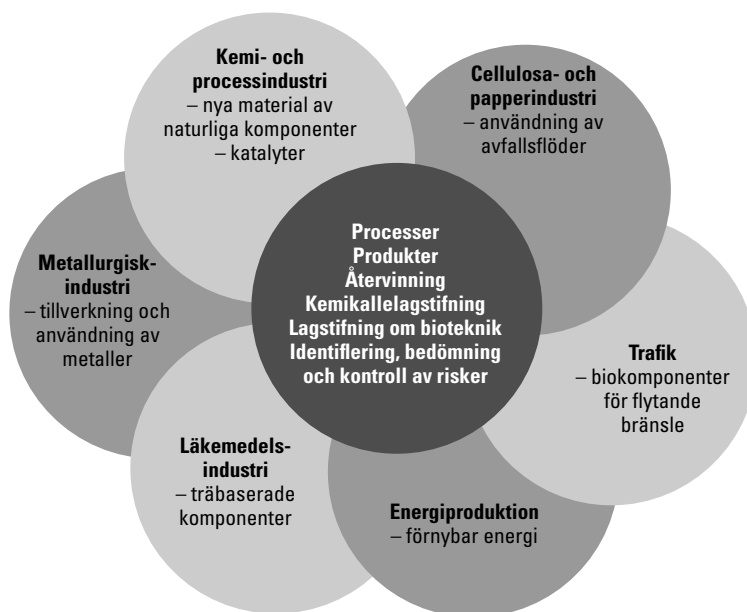 Kemi- och
processindustri
– nya material av
naturliga komponenter
– katalyter
Cellulosa- och
papperindustri
– användning av
avfallsflöder
Metallurgisk-
industri
– tillverkning och
användning av
metaller
Processer
Produkter
Återvinning
Kemikallelagstifning
Lagstifning om bioteknik
Identiflering, bedömning
och kontroll av risker
Trafik
– biokomponenter
för flytande
bränsle
Läkemedels-
industri
– träbaserade
komponenter
Energiproduktion
– förnybar energi